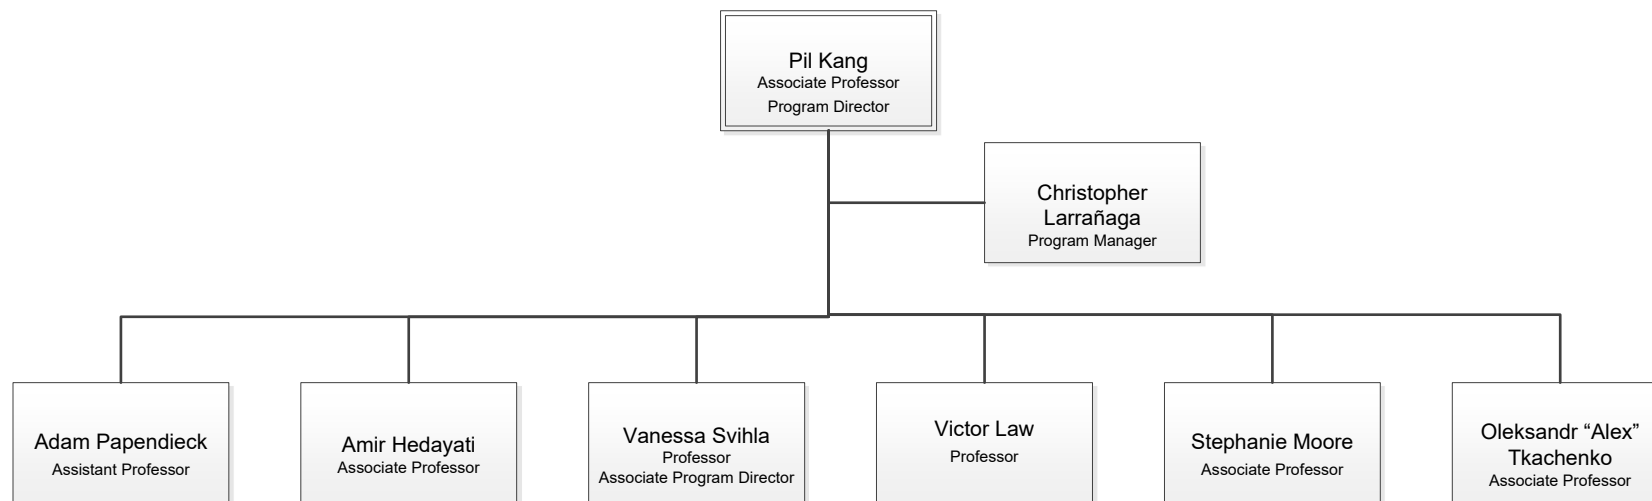 Pil Kang
Associate Professor
Program Director
Christopher
Larrañaga
Program Manager
Adam Papendieck
Assistant Professor
Amir Hedayati
Associate Professor
Vanessa Svihla
Professor
Associate Program Director
Victor Law
Professor
Stephanie Moore
Associate Professor
Oleksandr “Alex”
Tkachenko
Associate Professor